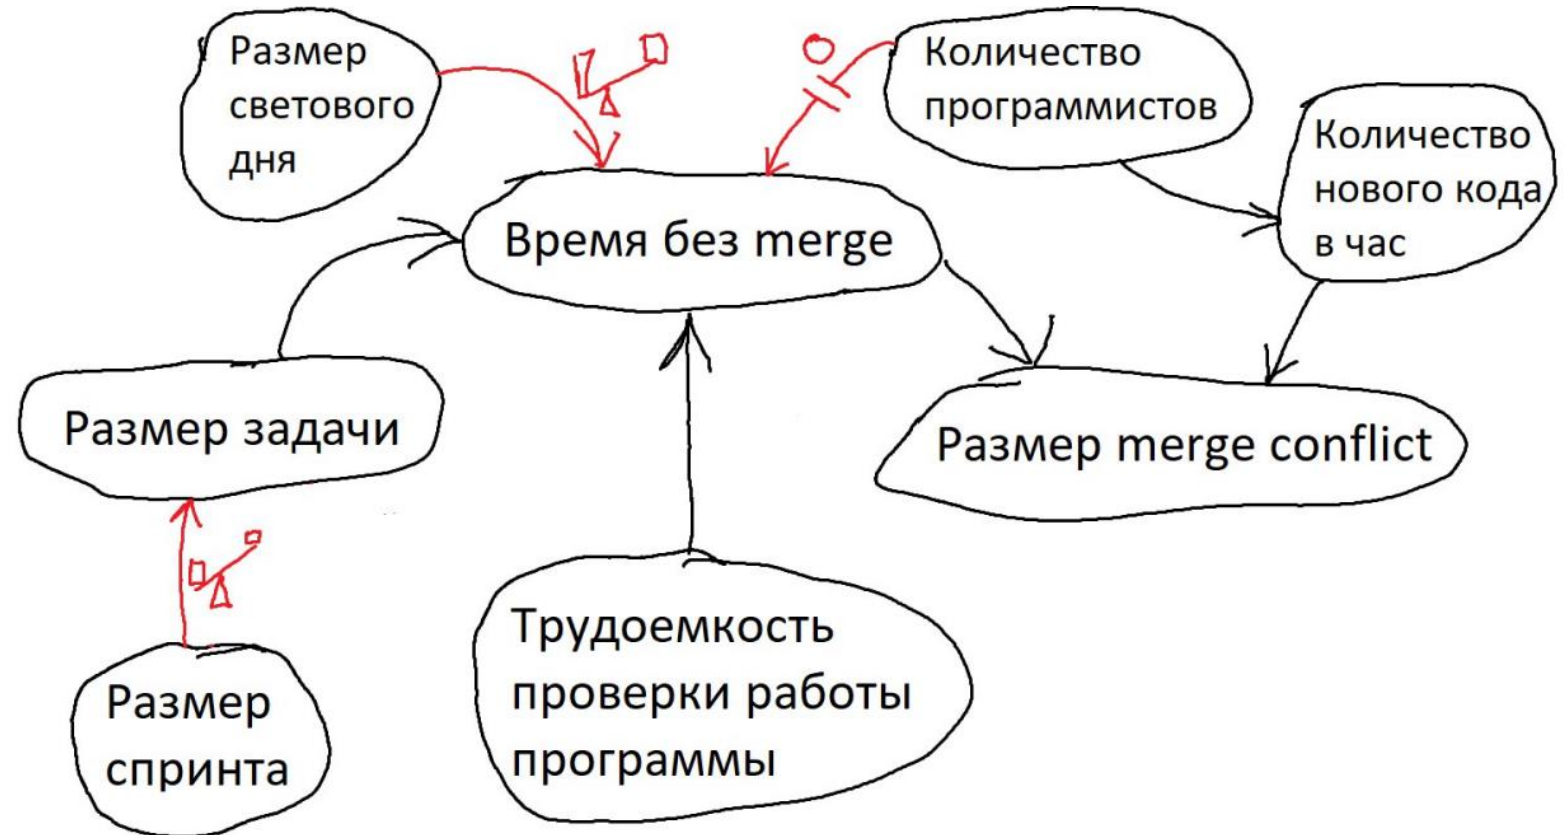 Размер
светового
дня
Количество
программистов
Количество
нового кода
в час
Время без merge
Размер задачи
Размер merge conflict
Трудоемкость
проверки работы
программы
Размер
спринта